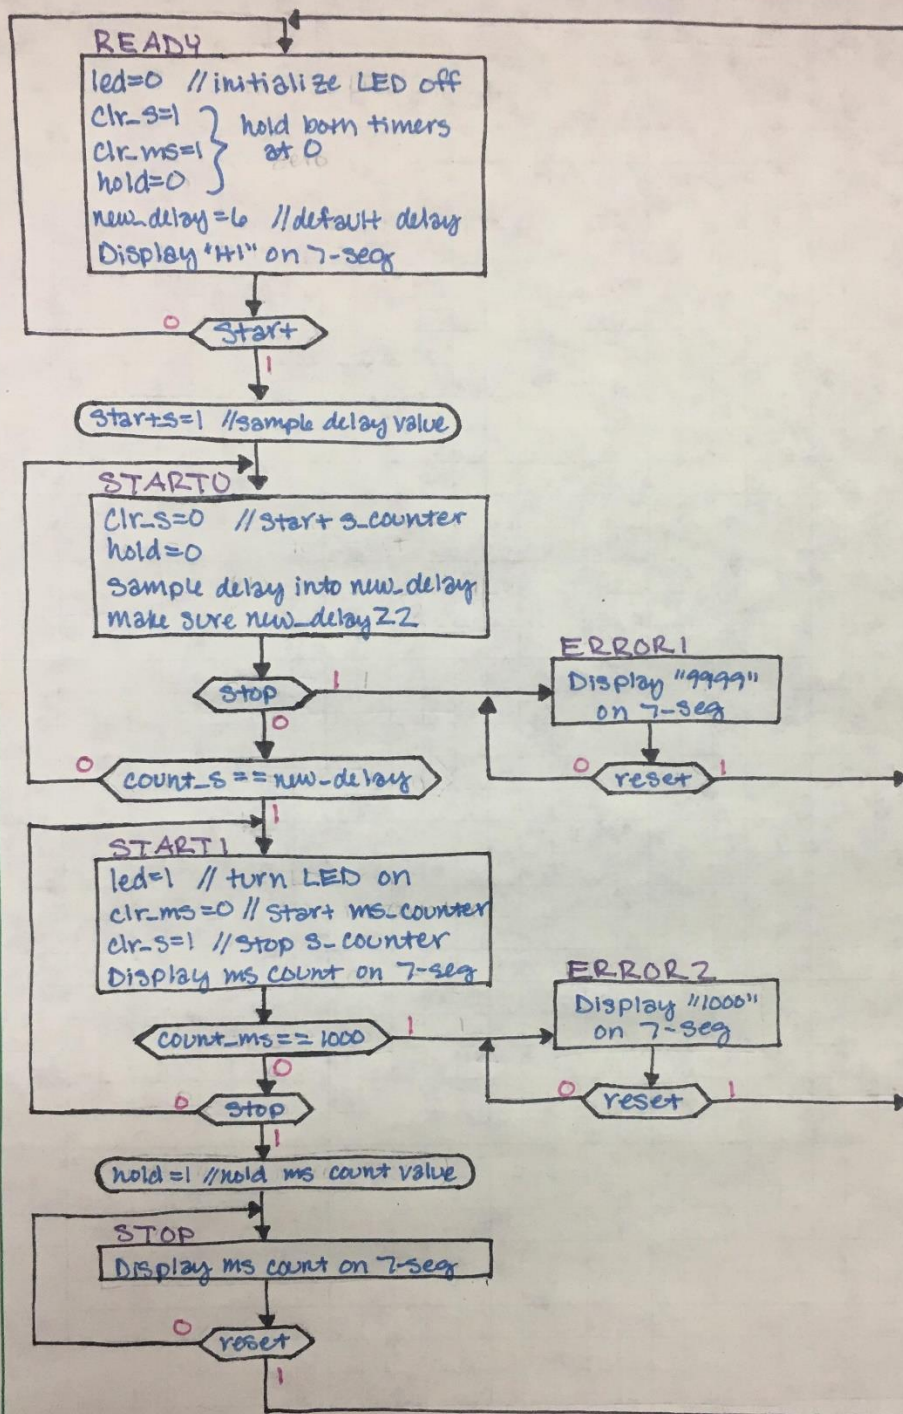 READY
led=0 //initialize LED off
clr_s=1
clr_ms=1
hold=0
hold both timers
at 0
new_delay=6 //default delay
Display "HI" on 7-seg
0
start
1
start_s=1 //sample delay value
START0
clr_s=0 //start s_counter
hold=0
sample delay into new_delay
make sure new_delay≥2
stop
1
0
ERROR1
Display "9999"
on 7-seg
0
reset
1
0
count_s==new_delay
1
START1
led=1 // turn LED on
clr_ms=0 // start ms_counter
clr_s=1 //stop s_counter
Display ms count on 7-seg
count_ms==1000
1
0
ERROR2
Display "1000"
on 7-seg
0
reset
1
0
stop
1
hold=1 //hold ms count value
STOP
Display ms count on 7-seg
0
reset
1